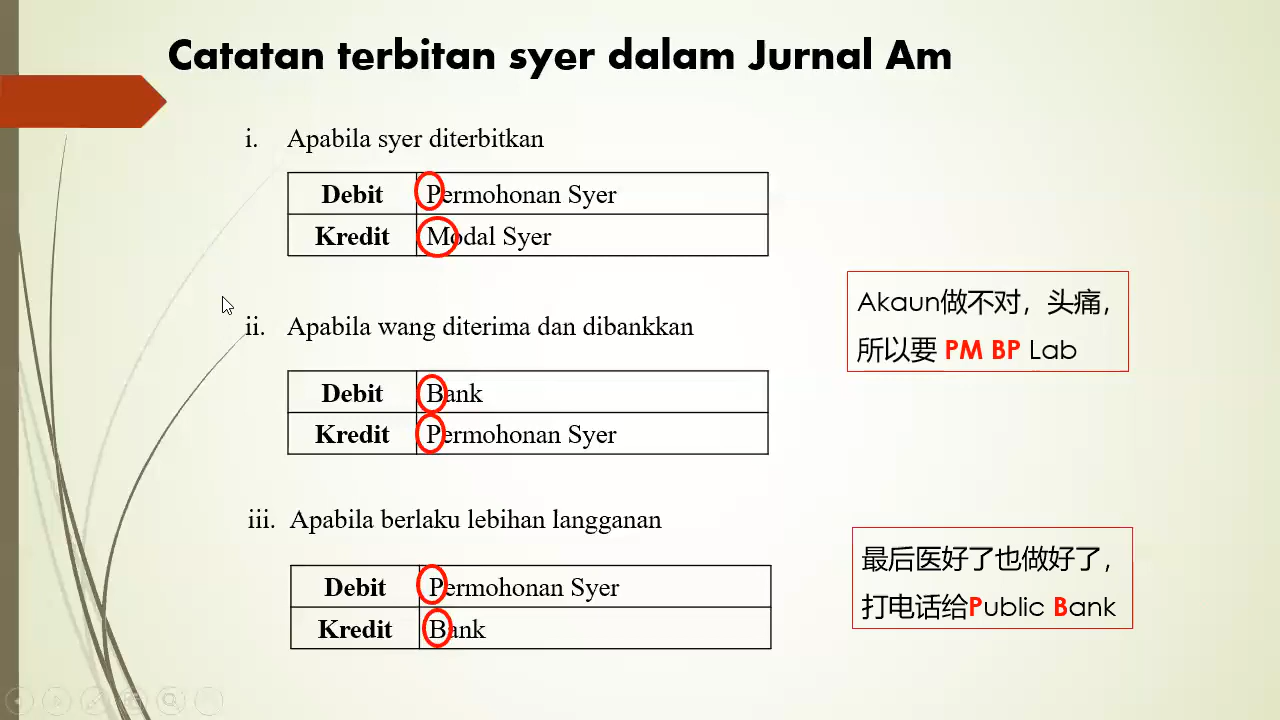 Catatan terbitan syer dalam Jurnal Am
i. Apabila syer diterbitkan
Debit Permohonan Syer
Kredit Modal Syer
ii. Apabila wang diterima dan dibankkan
Debit Bank
Kredit Permohonan Syer
Akaun做不对，头痛，
所以要 PM BP Lab
iii. Apabila berlaku lebihan langganan
Debit Permohonan Syer
Kredit Bank
最后医好了也做好了，
打电话给Public Bank